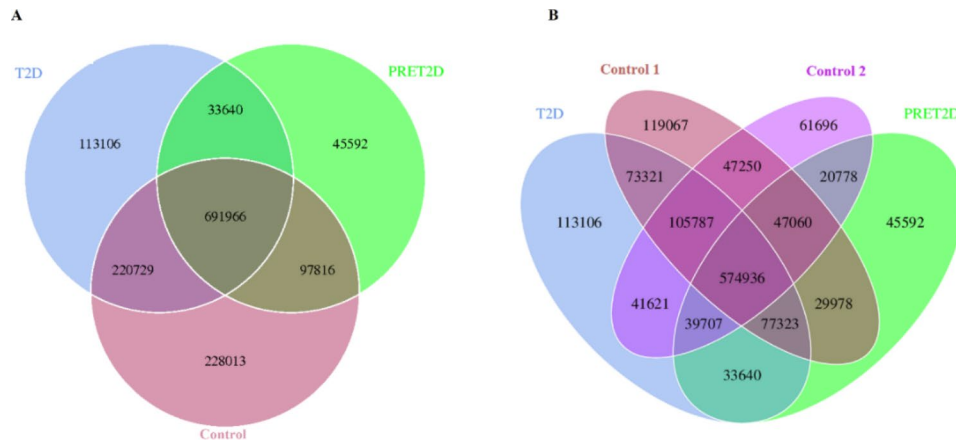 A
T2D
PRET2D
33640
113106
45592
691966
220729
97816
228013
Control
B
Control 1
Control 2
T2D
PRET2D
119067
61696
47250
73321
20778
105787
47060
113106
45592
574936
41621
29978
39707
77323
33640